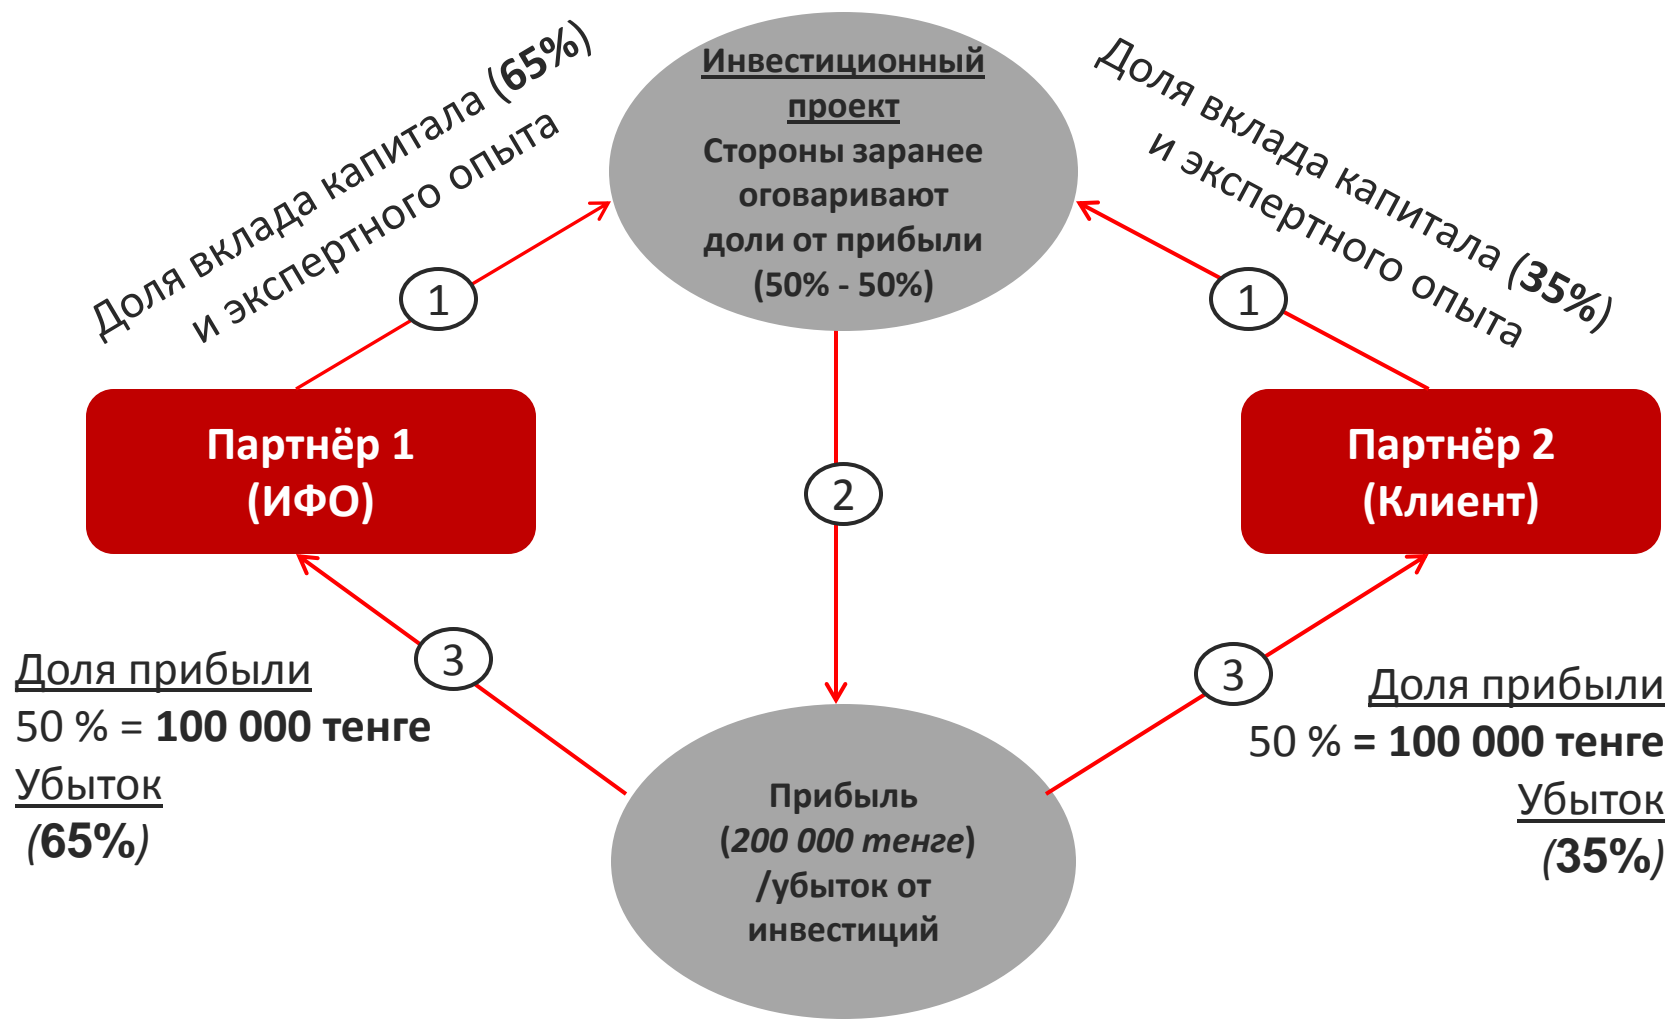 Доля вклада капитала (65%)
и экспертного опыта
Инвестиционный
проект
Стороны заранее
оговаривают
доли от прибыли
(50% - 50%)
Доля вклада капитала (35%)
и экспертного опыта
1
1
Партнёр 1
(ИФО)
2
Партнёр 2
(Клиент)
3
3
Доля прибыли
50 % = 100 000 тенге
Убыток
(65%)
Прибыль
(200 000 тенге)
/убыток от
инвестиций
Доля прибыли
50 % = 100 000 тенге
Убыток
(35%)